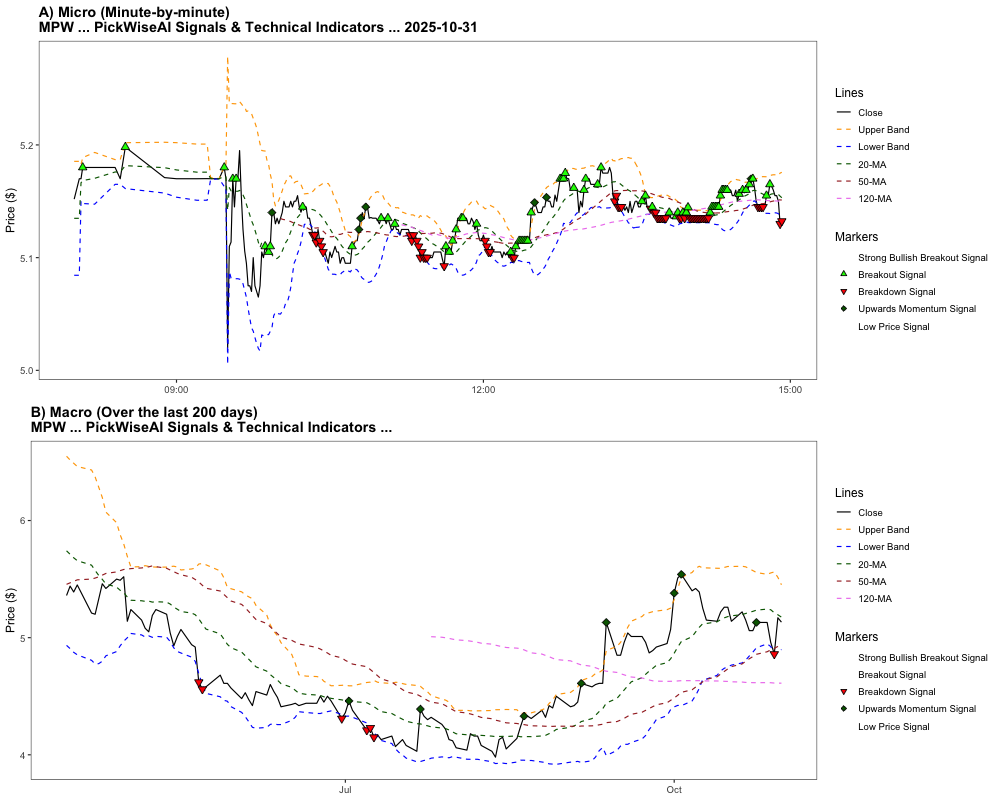 A) Micro (Minute-by-minute)
MPW ... PickWiseAI Signals & Technical Indicators ... 2025-10-31
Price ($)
5.2
5.1
5.0
09:00
12:00
15:00
Lines
Close
Upper Band
Lower Band
20-MA
50-MA
120-MA
Markers
Strong Bullish Breakout Signal
Breakout Signal
Breakdown Signal
Upwards Momentum Signal
Low Price Signal
B) Macro (Over the last 200 days)
MPW ... PickWiseAI Signals & Technical Indicators ...
Price ($)
6
5
4
Jul
Oct
Lines
Close
Upper Band
Lower Band
20-MA
50-MA
120-MA
Markers
Strong Bullish Breakout Signal
Breakout Signal
Breakdown Signal
Upwards Momentum Signal
Low Price Signal